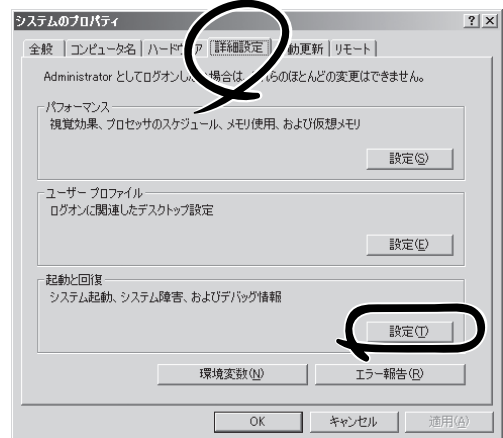 システムのプロパティ
全般 コンピュータ名 ハードウェア 詳細設定 自動更新 リモート
Administrator としてログオンしない場合は、これらのほとんどの変更はできません。
パフォーマンス
視覚効果、プロセッサのスケジュール、メモリ使用、および仮想メモリ
設定(S)
ユーザー プロファイル
ログオンに関連したデスクトップ設定
設定(E)
起動と回復
システム起動、システム障害、およびデバッグ情報
設定(T)
環境変数(N) エラー報告(R)
OK キャンセル 適用(A)